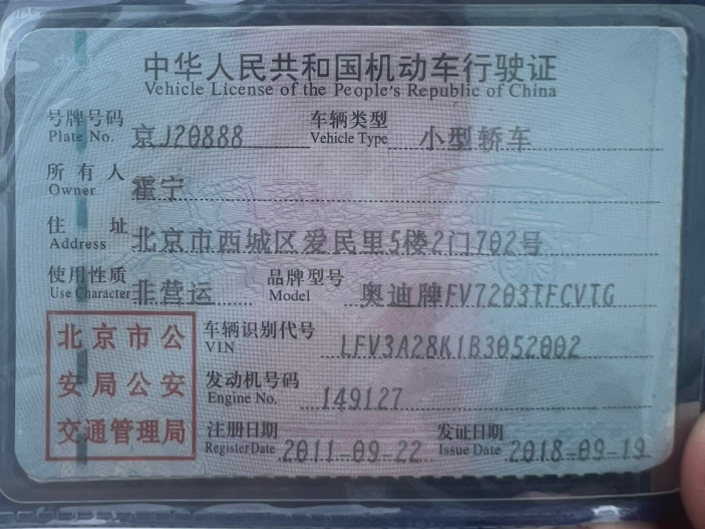 中华人民共和国机动车行驶证
Vehicle License of the People's Republic of China
号牌号码 京J20888 车辆类型 小型轿车
Plate No. Vehicle Type
所有人 霍宁
Owner
住址 北京市西城区爱民里5楼2门702号
Address
使用性质 非营运 品牌型号 奥迪牌FV7203TFCVTG
Use Character Model
北京市公
安局公安
交通管理局
车辆识别代号 LFV3A28K1B3052002
VIN
发动机号码 149127
Engine No.
注册日期 2011-09-22 发证日期 2018-09-19
Register Date Issue Date